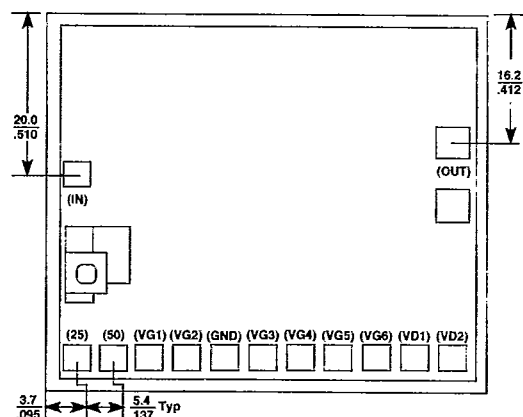 16.2
.412
20.0
.510
(IN)
(OUT)
(25) (50) (VG1) (VG2) (GND) (VG3) (VG4) (VG5) (VG6) (VD1) (VD2)
3.7
.095
5.4 Typ
.137